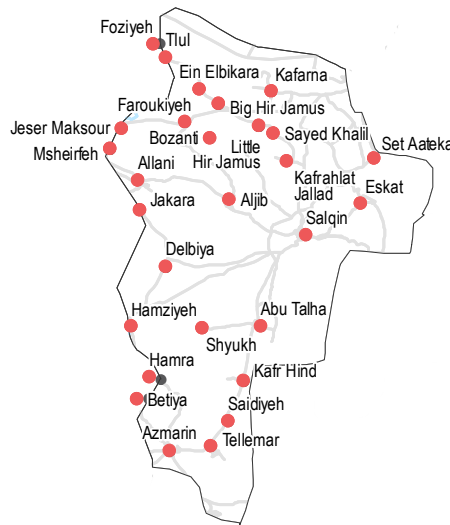 Foziyeh
Tlul
Ein Elbikara
Kafarna
Faroukiyeh
Big Hir Jamus
Jeser Maksour
Bozanti
Little
Hir Jamus
Sayed Khalil
Msheirfeh
Set Aateka
Allani
Kafrahlat
Jallad
Eskat
Jakara
Aljib
Salqin
Delbiya
Hamziyeh
Abu Talha
Shyukh
Hamra
Kafr Hind
Betiya
Saidiyeh
Azmarin
Tellemar